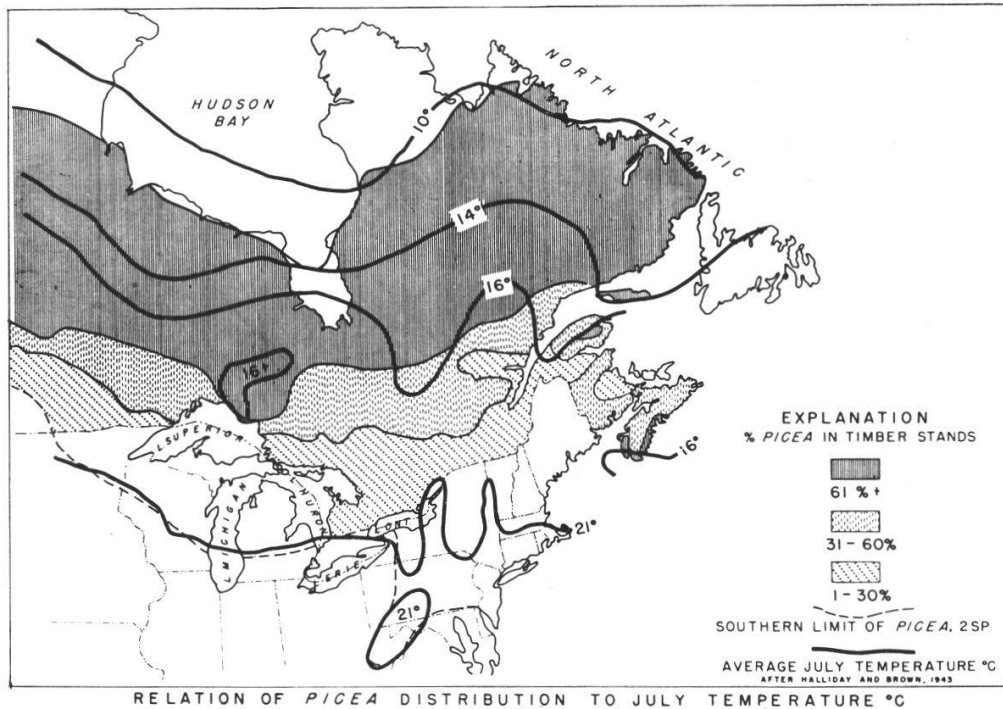 NORTH ATLANTIC
HUDSON
BAY
10°
14°
16°
16+
L SUPERIOR
L MICHIGAN
HURON
L ONT
L ERIE
16°
21°
21°
EXPLANATION
% PICEA IN TIMBER STANDS
61 % +
31 - 60%
1 - 30%
SOUTHERN LIMIT OF PICEA, 2SP
AVERAGE JULY TEMPERATURE °C
AFTER HALLIDAY AND BROWN, 1943
RELATION OF PICEA DISTRIBUTION TO JULY TEMPERATURE °C